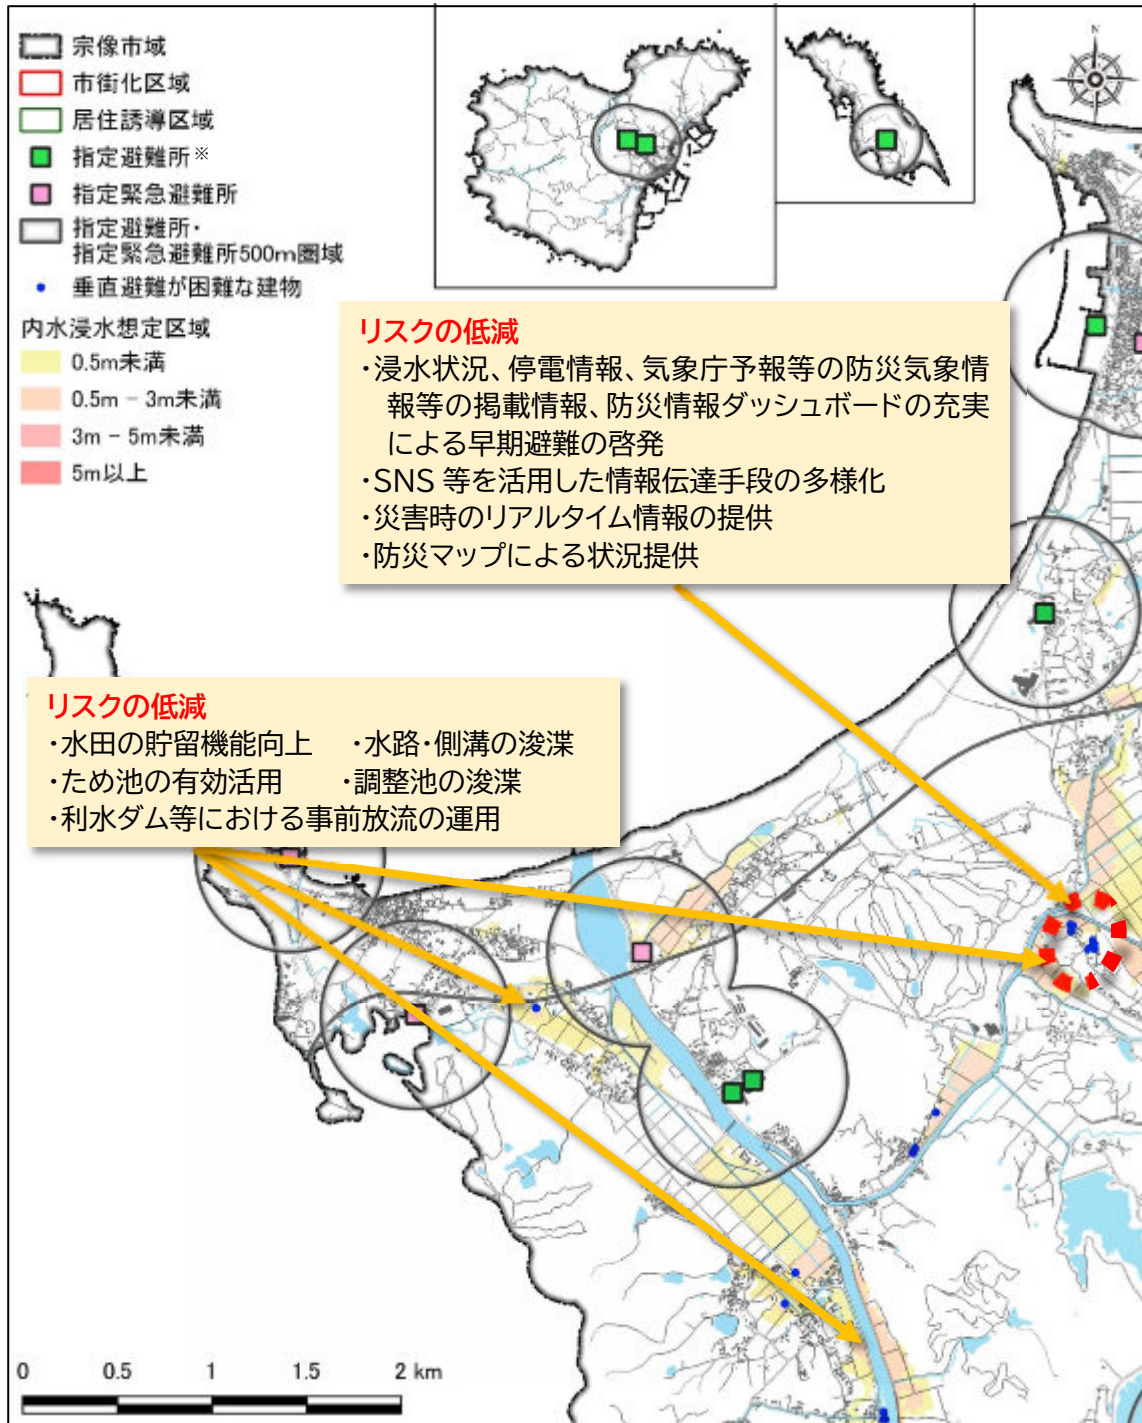 宗像市域
市街化区域
居住誘導区域
指定避難所※
指定緊急避難所
指定避難所・
指定緊急避難所500m圏域
垂直避難が困難な建物
内水浸水想定区域
0.5m未満
0.5m － 3m未満
3m － 5m未満
5m以上
N
リスクの低減
・浸水状況、停電情報、気象庁予報等の防災気象情
報等の掲載情報、防災情報ダッシュボードの充実
による早期避難の啓発
・SNS 等を活用した情報伝達手段の多様化
・災害時のリアルタイム情報の提供
・防災マップによる状況提供
リスクの低減
・水田の貯留機能向上　・水路・側溝の浚渫
・ため池の有効活用　・調整池の浚渫
・利水ダム等における事前放流の運用
0 0.5 1 1.5 2 km